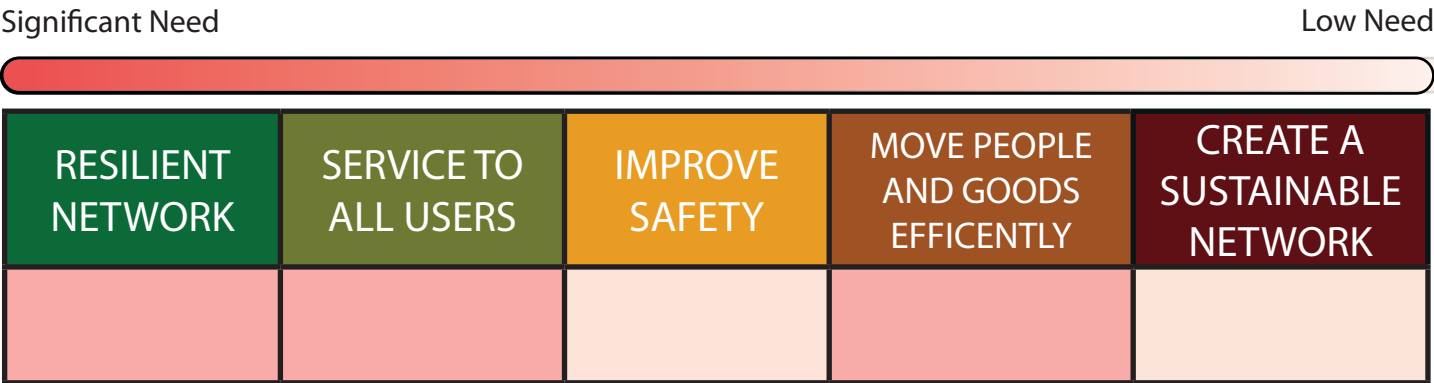 Significant Need
Low Need
RESILIENT
NETWORK
SERVICE TO
ALL USERS
IMPROVE
SAFETY
MOVE PEOPLE
AND GOODS
EFFICENTLY
CREATE A
SUSTAINABLE
NETWORK